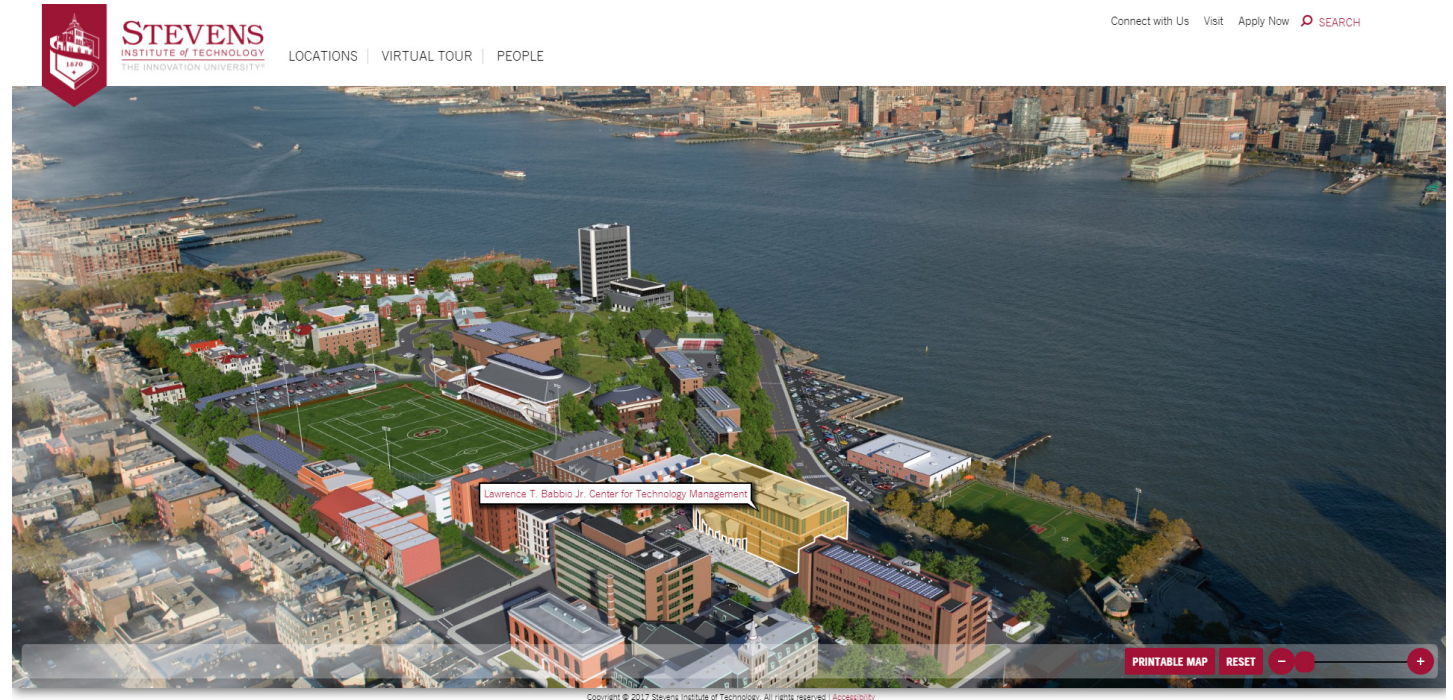 Connect with Us Visit Apply Now SEARCH
STEVENS
INSTITUTE of TECHNOLOGY
THE INNOVATION UNIVERSITY®
1870
LOCATIONS VIRTUAL TOUR PEOPLE
Lawrence T. Babbio Jr. Center for Technology Management
PRINTABLE MAP RESET - +
Copyright © 2017 Stevens Institute of Technology. All rights reserved | Accessibility